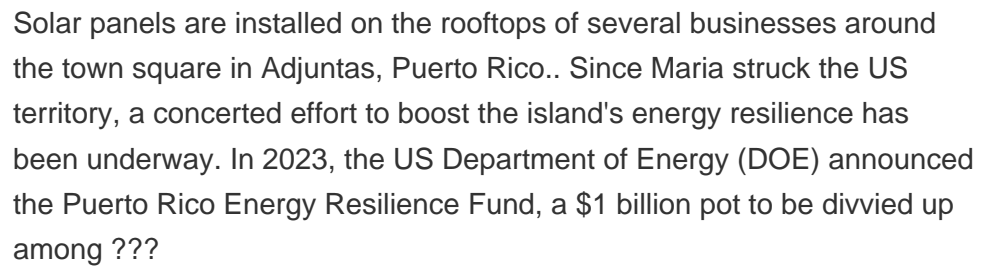 Solar panels are installed on the rooftops of several businesses around
the town square in Adjuntas, Puerto Rico.. Since Maria struck the US
territory, a concerted effort to boost the island's energy resilience has
been underway. In 2023, the US Department of Energy (DOE) announced
the Puerto Rico Energy Resilience Fund, a $1 billion pot to be divvied up
among ???